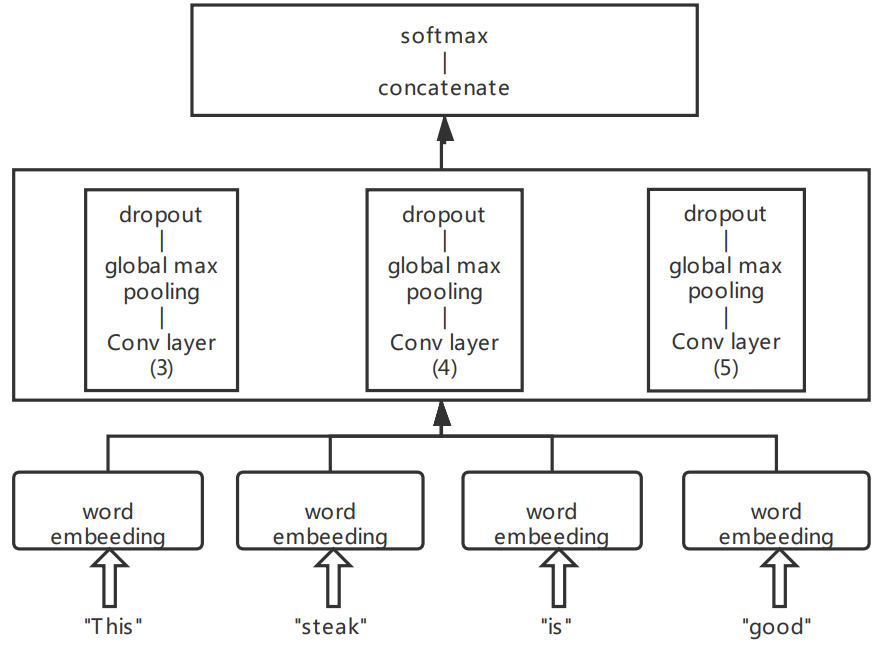 softmax
|
concatenate
dropout
|
global max
pooling
|
Conv layer
(3)
dropout
|
global max
pooling
|
Conv layer
(4)
dropout
|
global max
pooling
|
Conv layer
(5)
word
embeeding
word
embeeding
word
embeeding
word
embeeding
"This"
"steak"
"is"
"good"